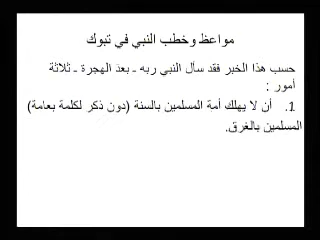 مواعظ وخطب النبي في تبوك
حسب هذا الخبر فقد سأل النبي ربه ـ بعد الهجرة ـ ثلاثة
أمور :
1. أن لا يهلك أمة المسلمين بالسنة (دون ذكر لكلمة بعامة)
المسلمين بالغرق.